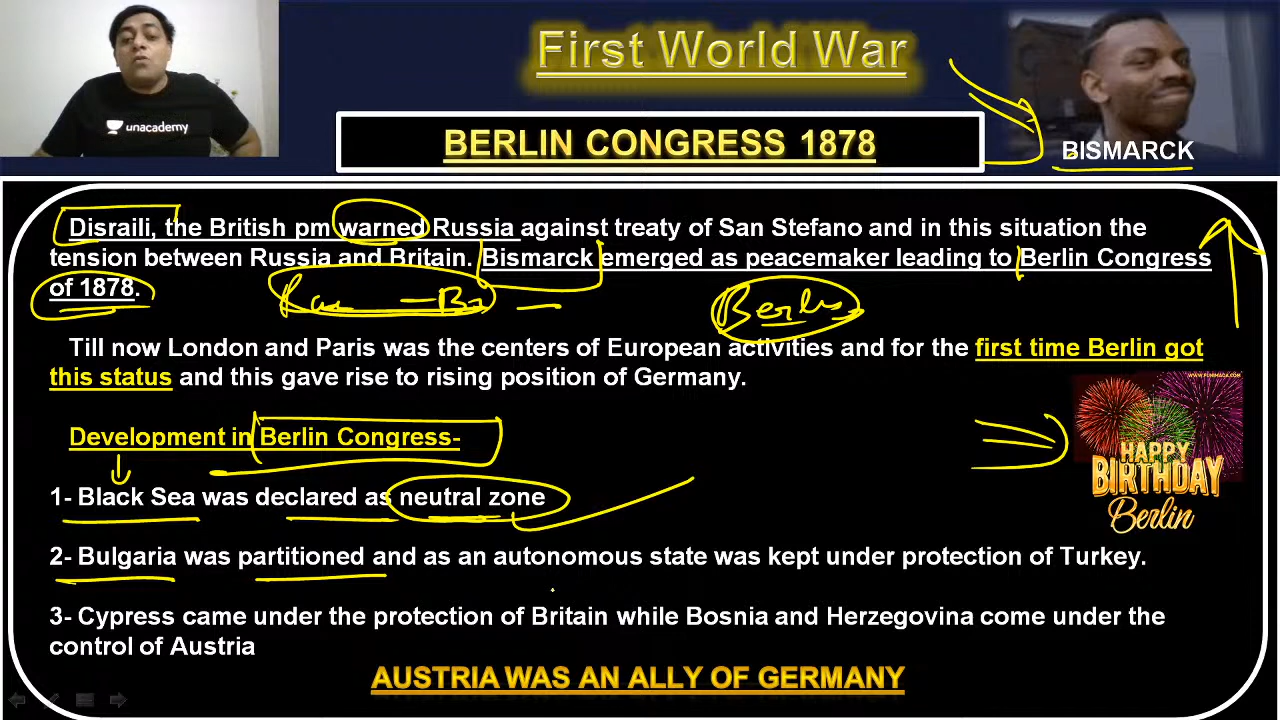 First World War
unacademy
BERLIN CONGRESS 1878
BISMARCK
Disraili, the British pm warned Russia against treaty of San Stefano and in this situation the
tension between Russia and Britain. Bismarck emerged as peacemaker leading to Berlin Congress
of 1878.
Berlin
Till now London and Paris was the centers of European activities and for the first time Berlin got
this status and this gave rise to rising position of Germany.
WWW.FUNIMADA.COM
Development in Berlin Congress-
HAPPY
BIRTHDAY
Berlin
1- Black Sea was declared as neutral zone
2- Bulgaria was partitioned and as an autonomous state was kept under protection of Turkey.
3- Cypress came under the protection of Britain while Bosnia and Herzegovina come under the
control of Austria
AUSTRIA WAS AN ALLY OF GERMANY